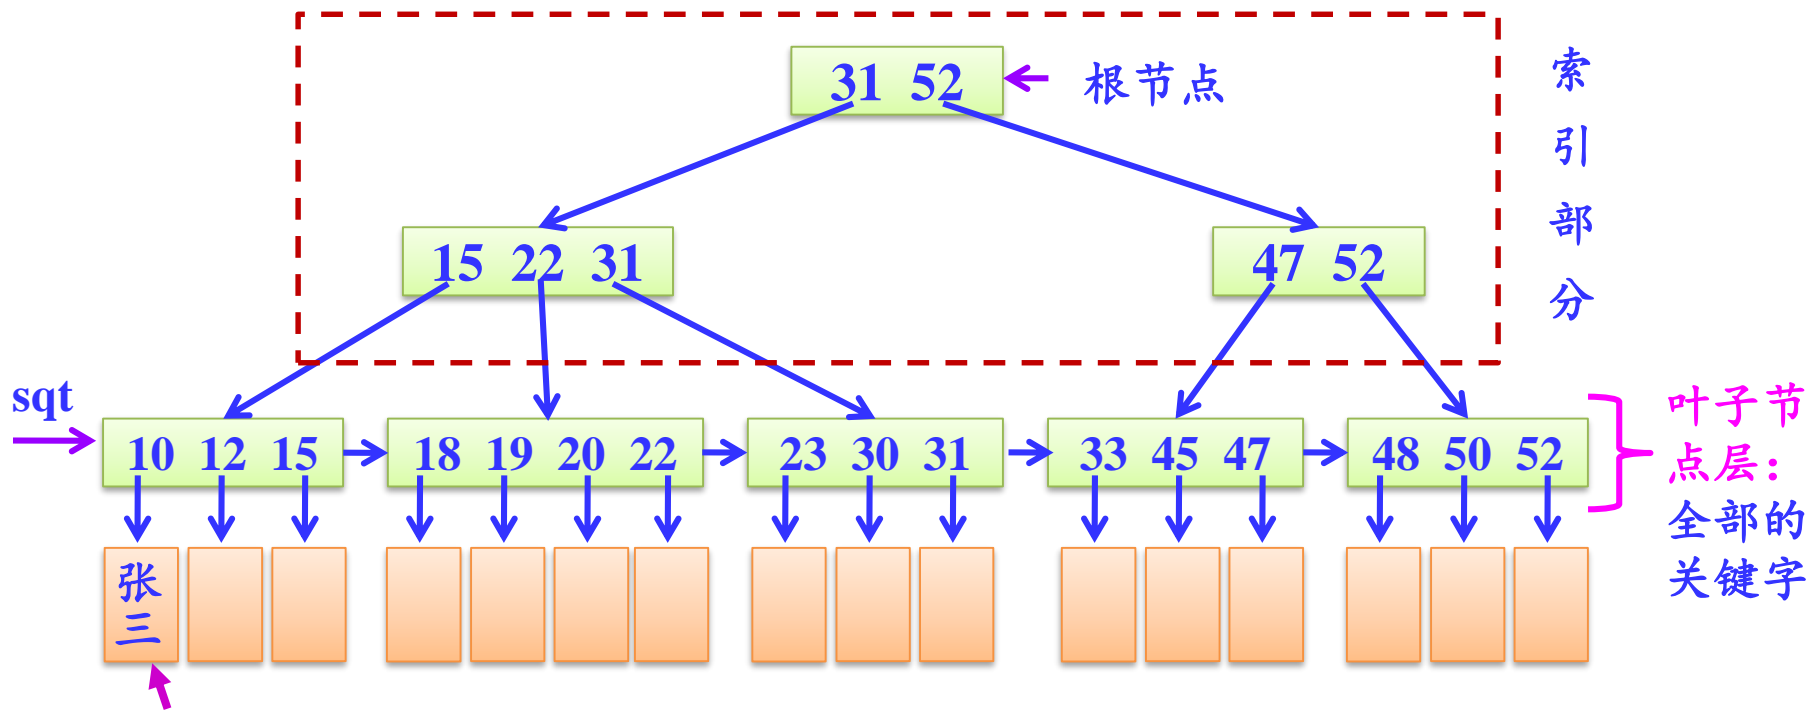 31 52
根节点
索引部分
15 22 31
47 52
sqt
10 12 15
18 19 20 22
23 30 31
33 45 47
48 50 52
叶子节
点层：
全部的
关键字
张三